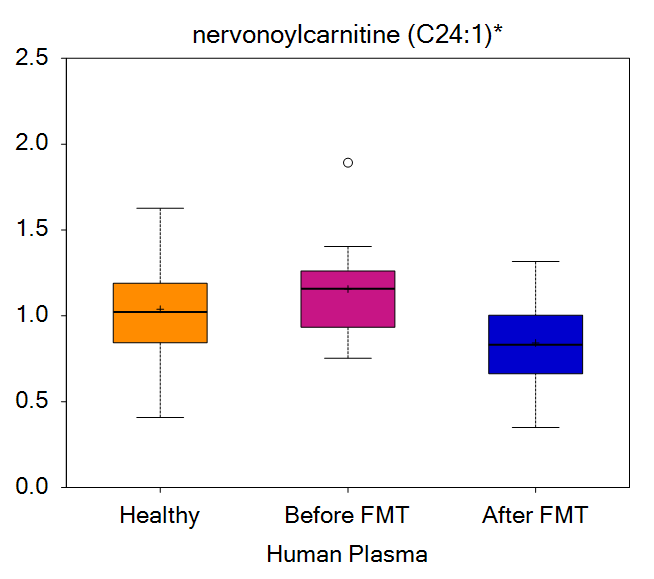 nervonoylcarnitine (C24:1)*
2.5
2.0
1.5
1.0
0.5
0.0
Healthy Before FMT After FMT
Human Plasma